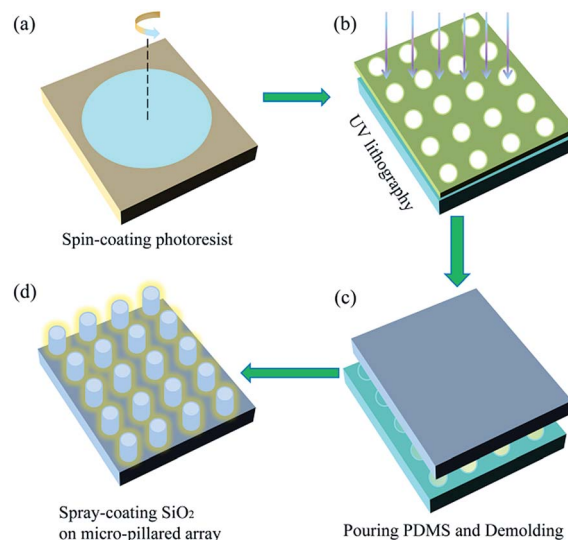 (a)
Spin-coating photoresist
(b)
UV lithography
(c)
Pouring PDMS and Demolding
(d)
Spray-coating SiO₂
on micro-pillared array